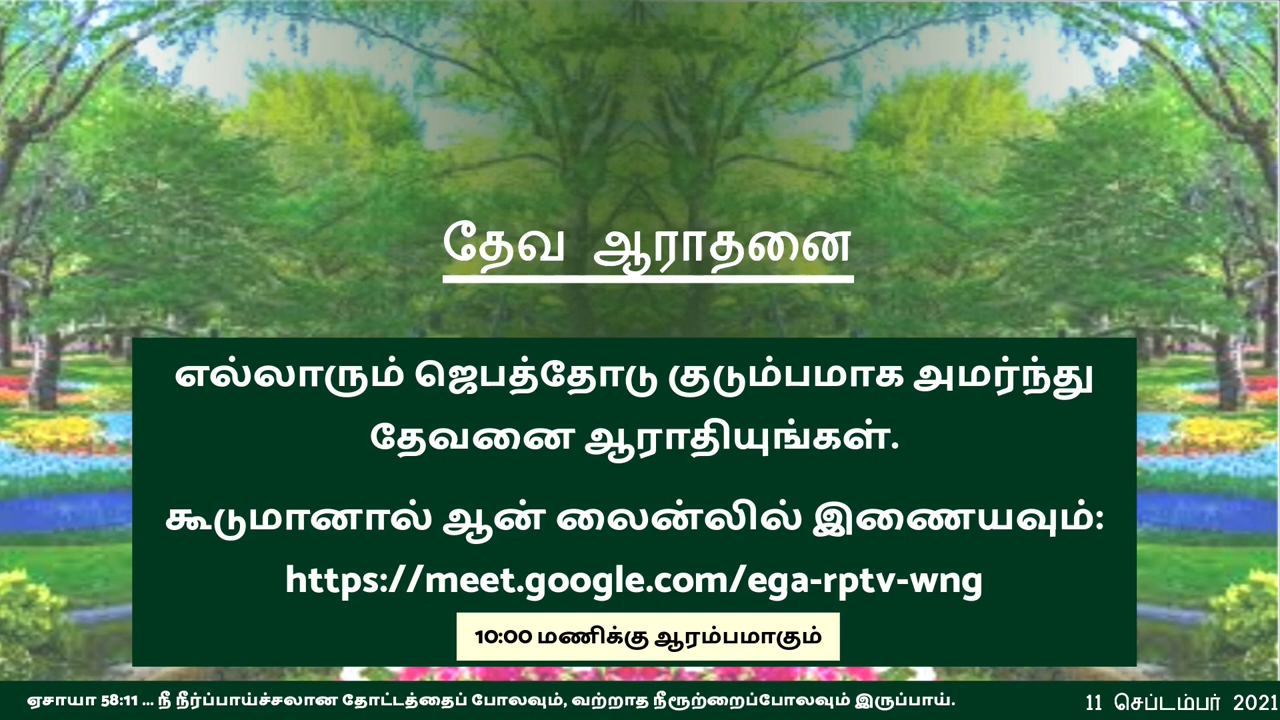 தேவ ஆராதனை
எல்லாரும் ஜெபத்தோடு குடும்பமாக அமர்ந்து
தேவனை ஆராதியுங்கள்.
கூடுமானால் ஆன் லைன்லில் இணையவும்:
https://meet.google.com/ega-rptv-wng
10:00 மணிக்கு ஆரம்பமாகும்
ஏசாயா 58:11 ... நீ நீர்ப்பாய்ச்சலான தோட்டத்தைப் போலவும், வற்றாத நீரூற்றைப்போலவும் இருப்பாய்.
11 செப்டம்பர் 2021